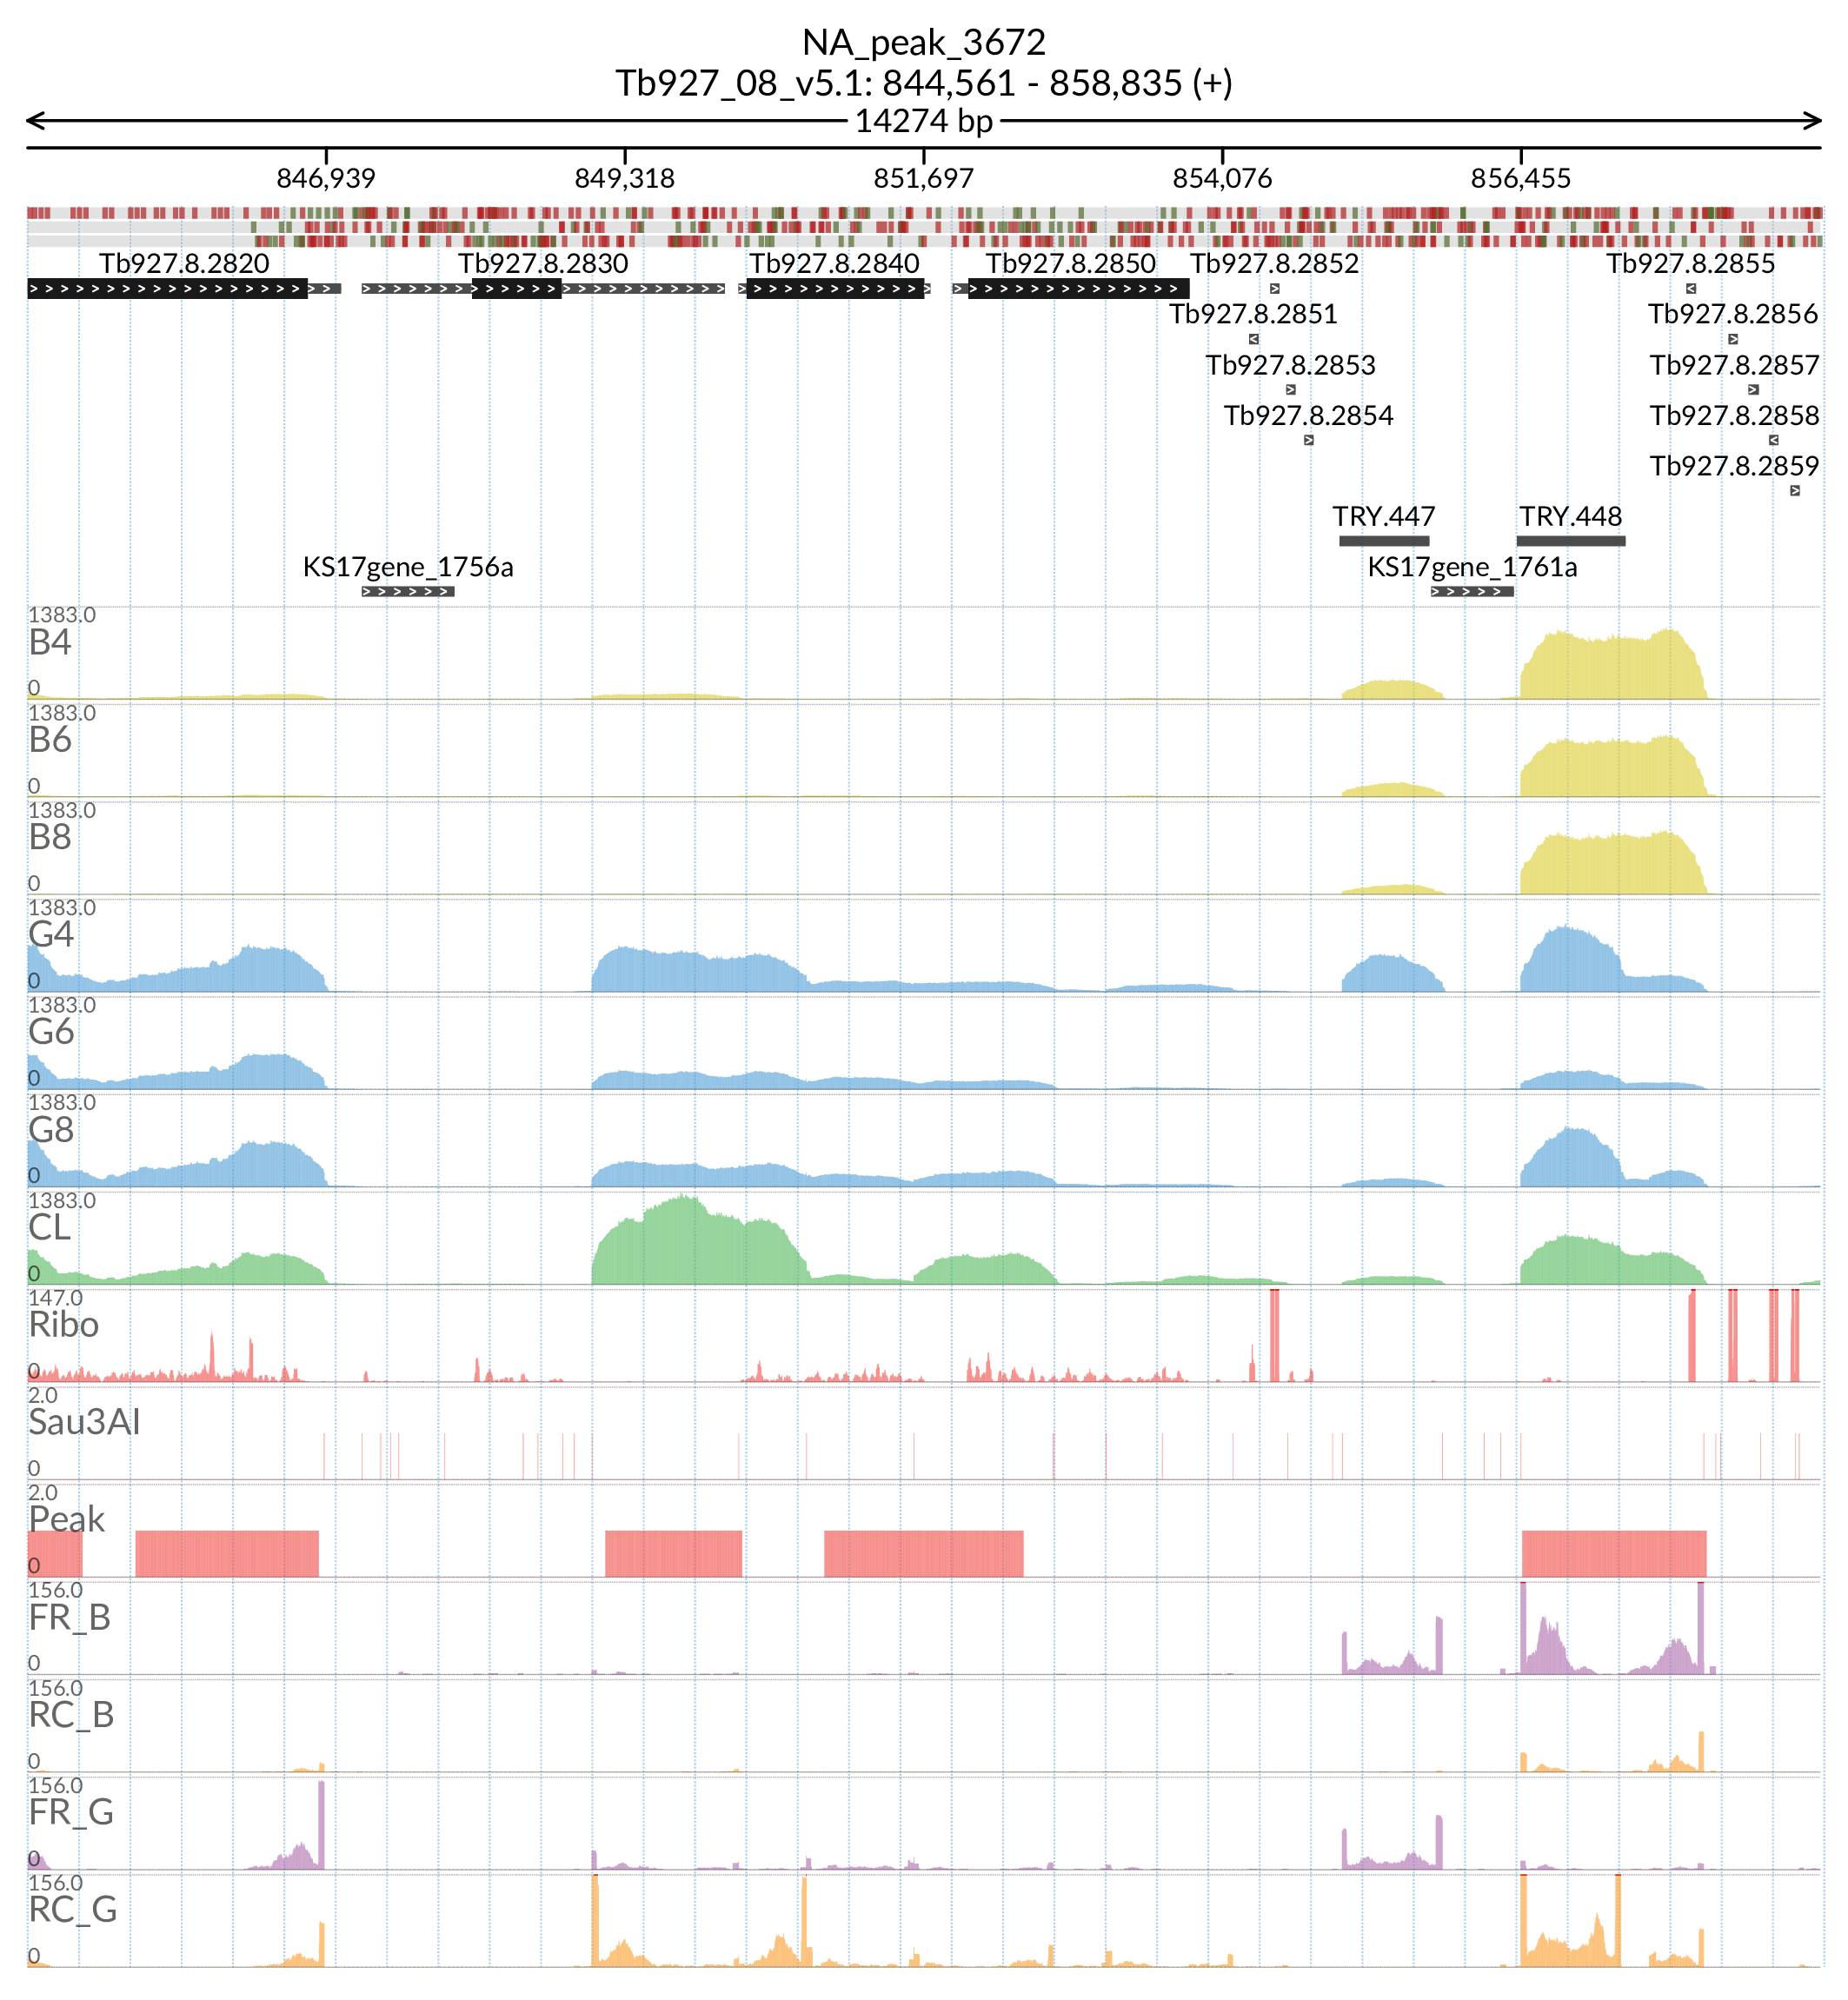 NA_peak_3672
Tb927_08_v5.1: 844,561 - 858,835 (+)
14274 bp
846,939 849,318 851,697 854,076 856,455
Tb927.8.2820 Tb927.8.2830 Tb927.8.2840 Tb927.8.2850 Tb927.8.2852 Tb927.8.2855
Tb927.8.2851 Tb927.8.2856
Tb927.8.2853 Tb927.8.2857
Tb927.8.2854 Tb927.8.2858
Tb927.8.2859
TRY.447 TRY.448
KS17gene_1756a KS17gene_1761a
1383.0
B4
0
1383.0
B6
0
1383.0
B8
0
1383.0
G4
0
1383.0
G6
0
1383.0
G8
0
1383.0
CL
0
147.0
Ribo
0
2.0
Sau3AI
0
2.0
Peak
0
156.0
FR_B
0
156.0
RC_B
0
156.0
FR_G
0
156.0
RC_G
0